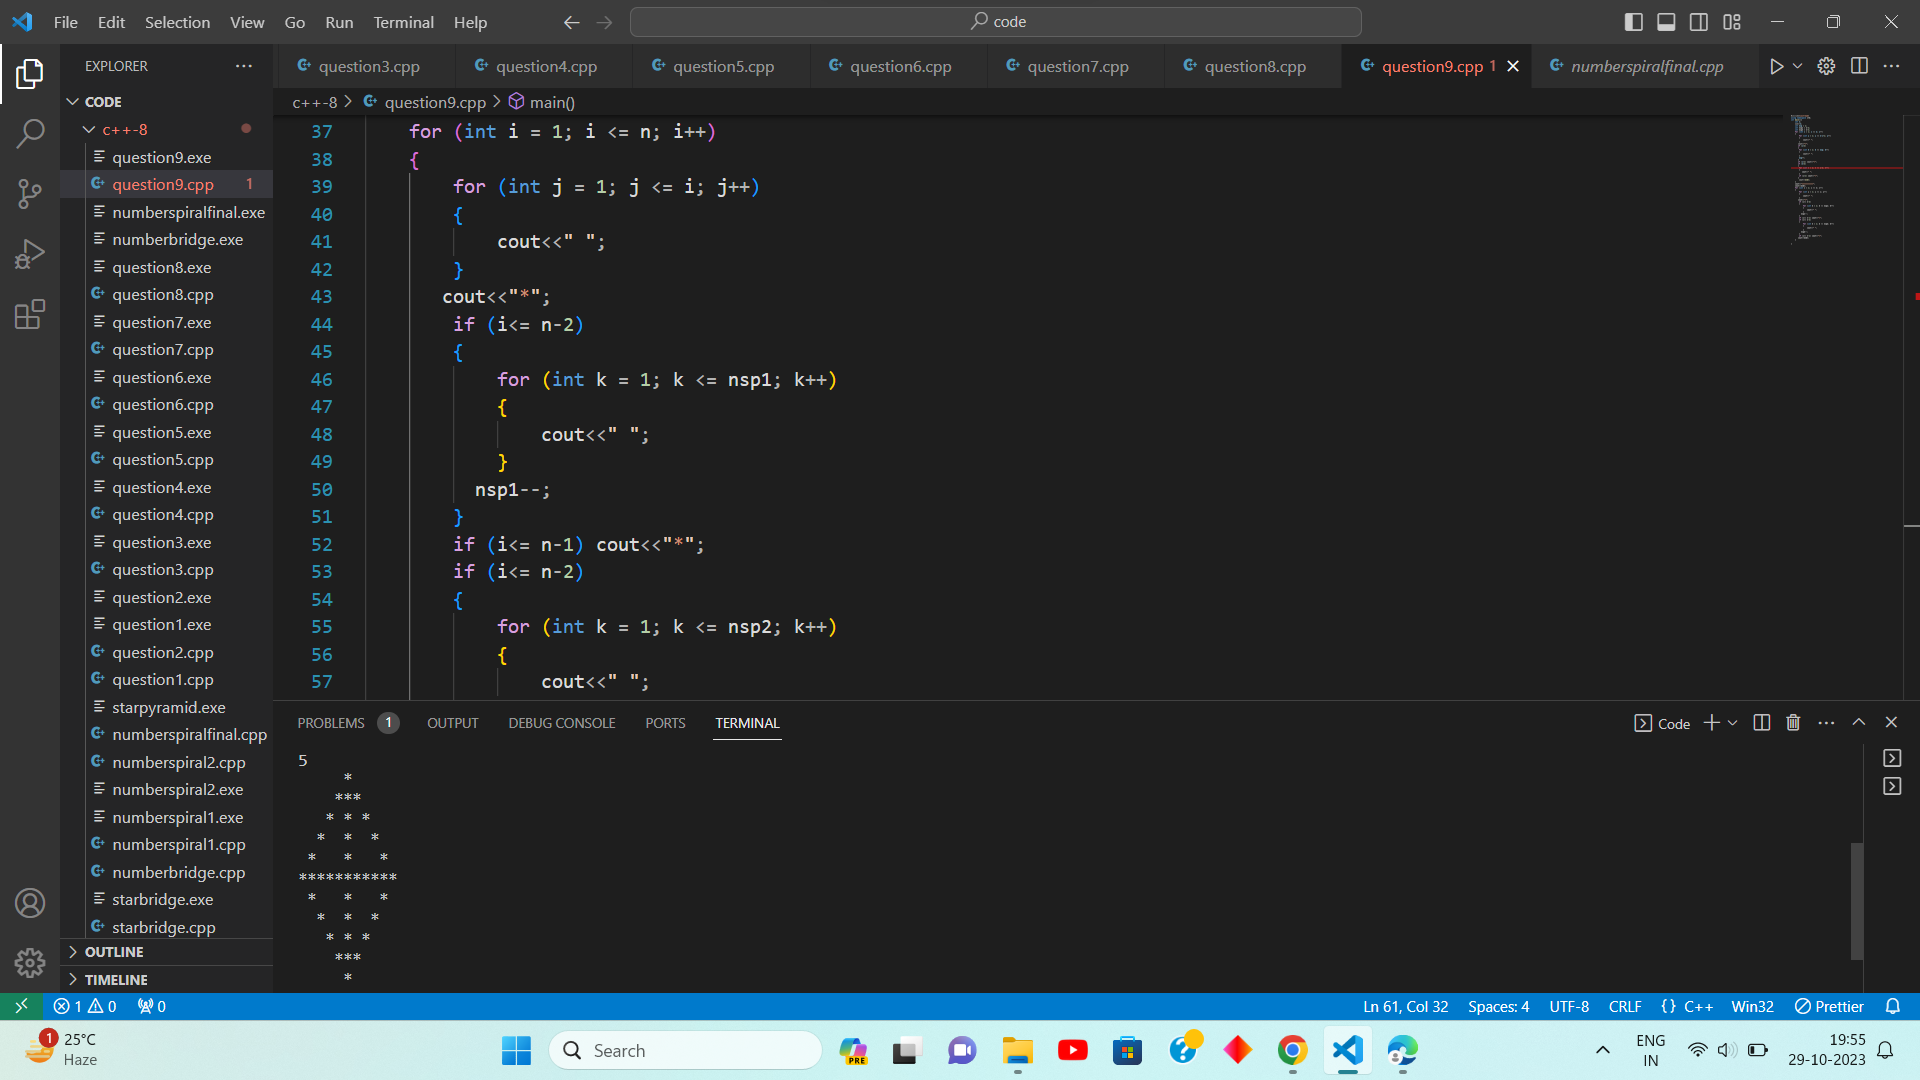 File Edit Selection View Go Run Terminal Help
code
EXPLORER
CODE
c++-8
question9.exe
question9.cpp 1
numberspiralfinal.exe
numberbridge.exe
question8.exe
question8.cpp
question7.exe
question7.cpp
question6.exe
question6.cpp
question5.exe
question5.cpp
question4.exe
question4.cpp
question3.exe
question3.cpp
question2.exe
question1.exe
question2.cpp
question1.cpp
starpyramid.exe
numberspiralfinal.cpp
numberspiral2.cpp
numberspiral2.exe
numberspiral1.exe
numberspiral1.cpp
numberbridge.cpp
starbridge.exe
starbridge.cpp
OUTLINE
TIMELINE
question3.cpp question4.cpp question5.cpp question6.cpp question7.cpp question8.cpp question9.cpp 1 numberspiralfinal.cpp
c++-8 > question9.cpp > main()
37 for (int i = 1; i <= n; i++)
38 {
39 for (int j = 1; j <= i; j++)
40 {
41 cout<<" ";
42 }
43 cout<<"*";
44 if (i<= n-2)
45 {
46 for (int k = 1; k <= nsp1; k++)
47 {
48 cout<<" ";
49 }
50 nsp1--;
51 }
52 if (i<= n-1) cout<<"*";
53 if (i<= n-2)
54 {
55 for (int k = 1; k <= nsp2; k++)
56 {
57 cout<<" ";
PROBLEMS 1 OUTPUT DEBUG CONSOLE PORTS TERMINAL
Code
5
     *
    ***
   * * *
  *  *  *
 *   *   *
***********
 *   *   *
  *  *  *
   * * *
    ***
     *
1 0 0
Ln 61, Col 32 Spaces: 4 UTF-8 CRLF {} C++ Win32 Prettier
1
25°C
Haze
Search
PRE
ENG
IN
19:55
29-10-2023